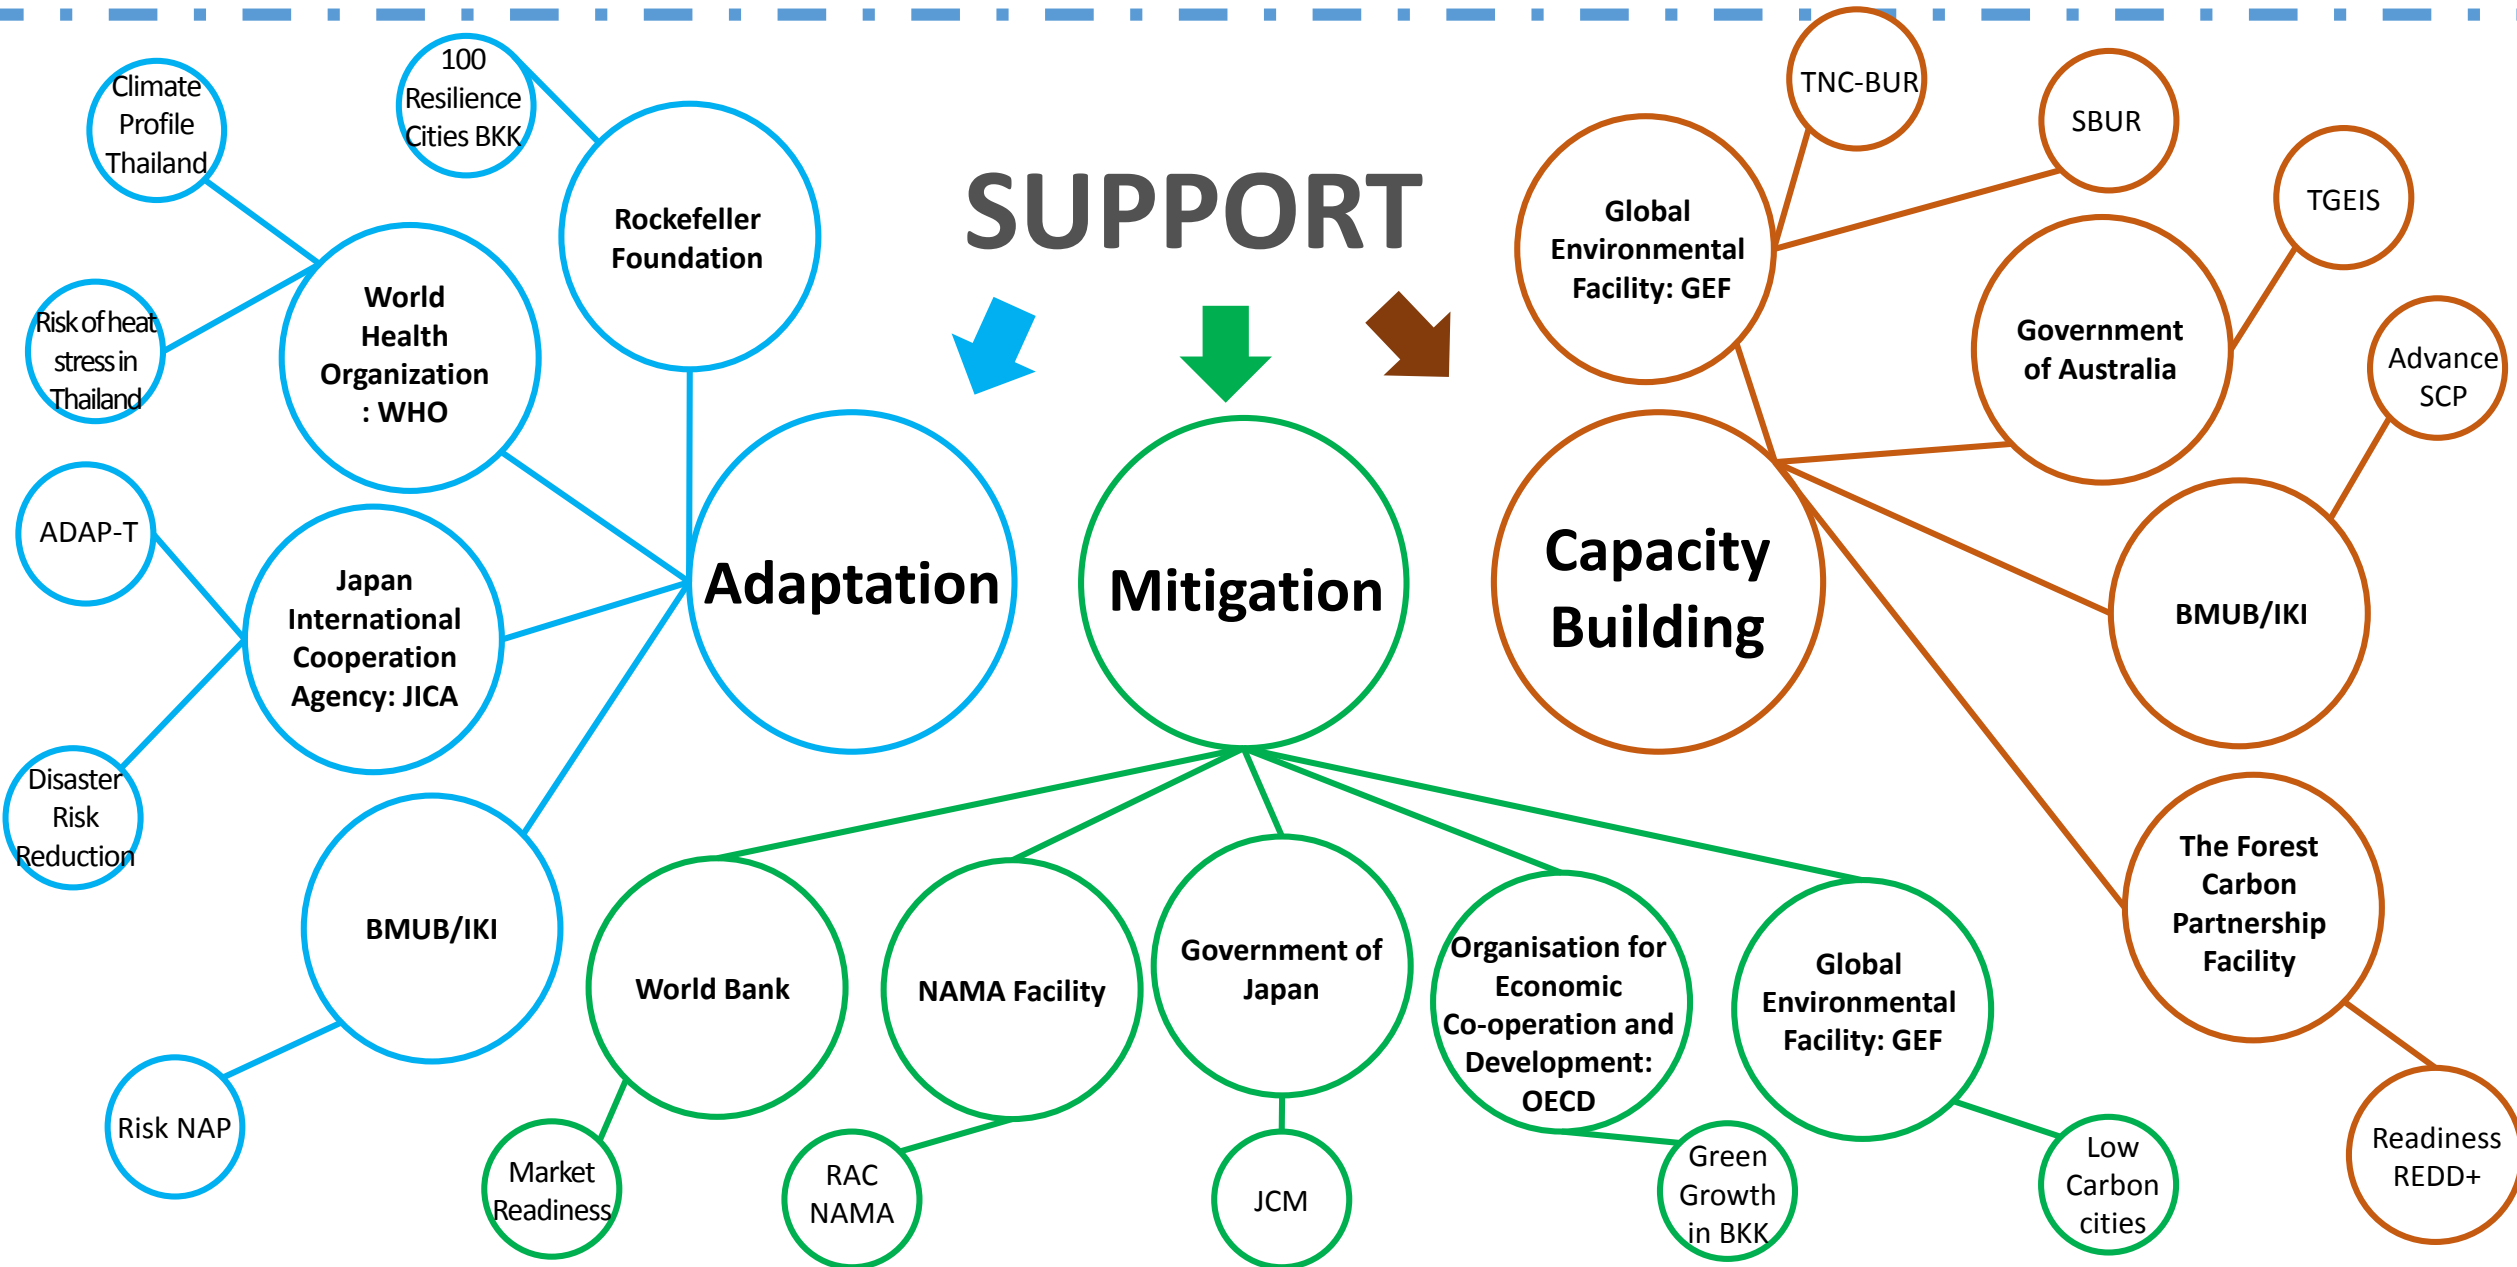 SUPPORT
100
Resilience
Cities BKK
Climate
Profile
Thailand
Rockefeller
Foundation
World
Health
Organization
: WHO
Risk of heat
stress in
Thailand
ADAP-T
Japan
International
Cooperation
Agency: JICA
Disaster
Risk
Reduction
BMUB/IKI
Risk NAP
Adaptation
Mitigation
World Bank
Market
Readiness
NAMA Facility
RAC
NAMA
Government of
Japan
JCM
Organisation for
Economic
Co-operation and
Development:
OECD
Green
Growth
in BKK
Global
Environmental
Facility: GEF
Low
Carbon
cities
Capacity
Building
Global
Environmental
Facility: GEF
TNC-BUR
SBUR
Government
of Australia
TGEIS
BMUB/IKI
Advance
SCP
The Forest
Carbon
Partnership
Facility
Readiness
REDD+